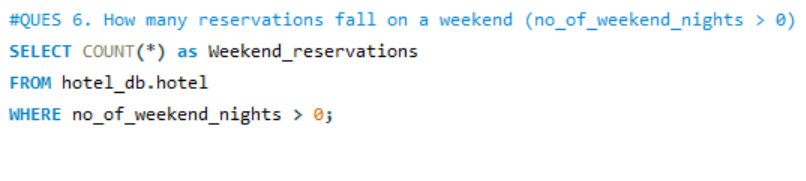 #QUES 6. How many reservations fall on a weekend (no_of_weekend_nights > 0)
SELECT COUNT(*) as Weekend_reservations
FROM hotel_db.hotel
WHERE no_of_weekend_nights > 0;